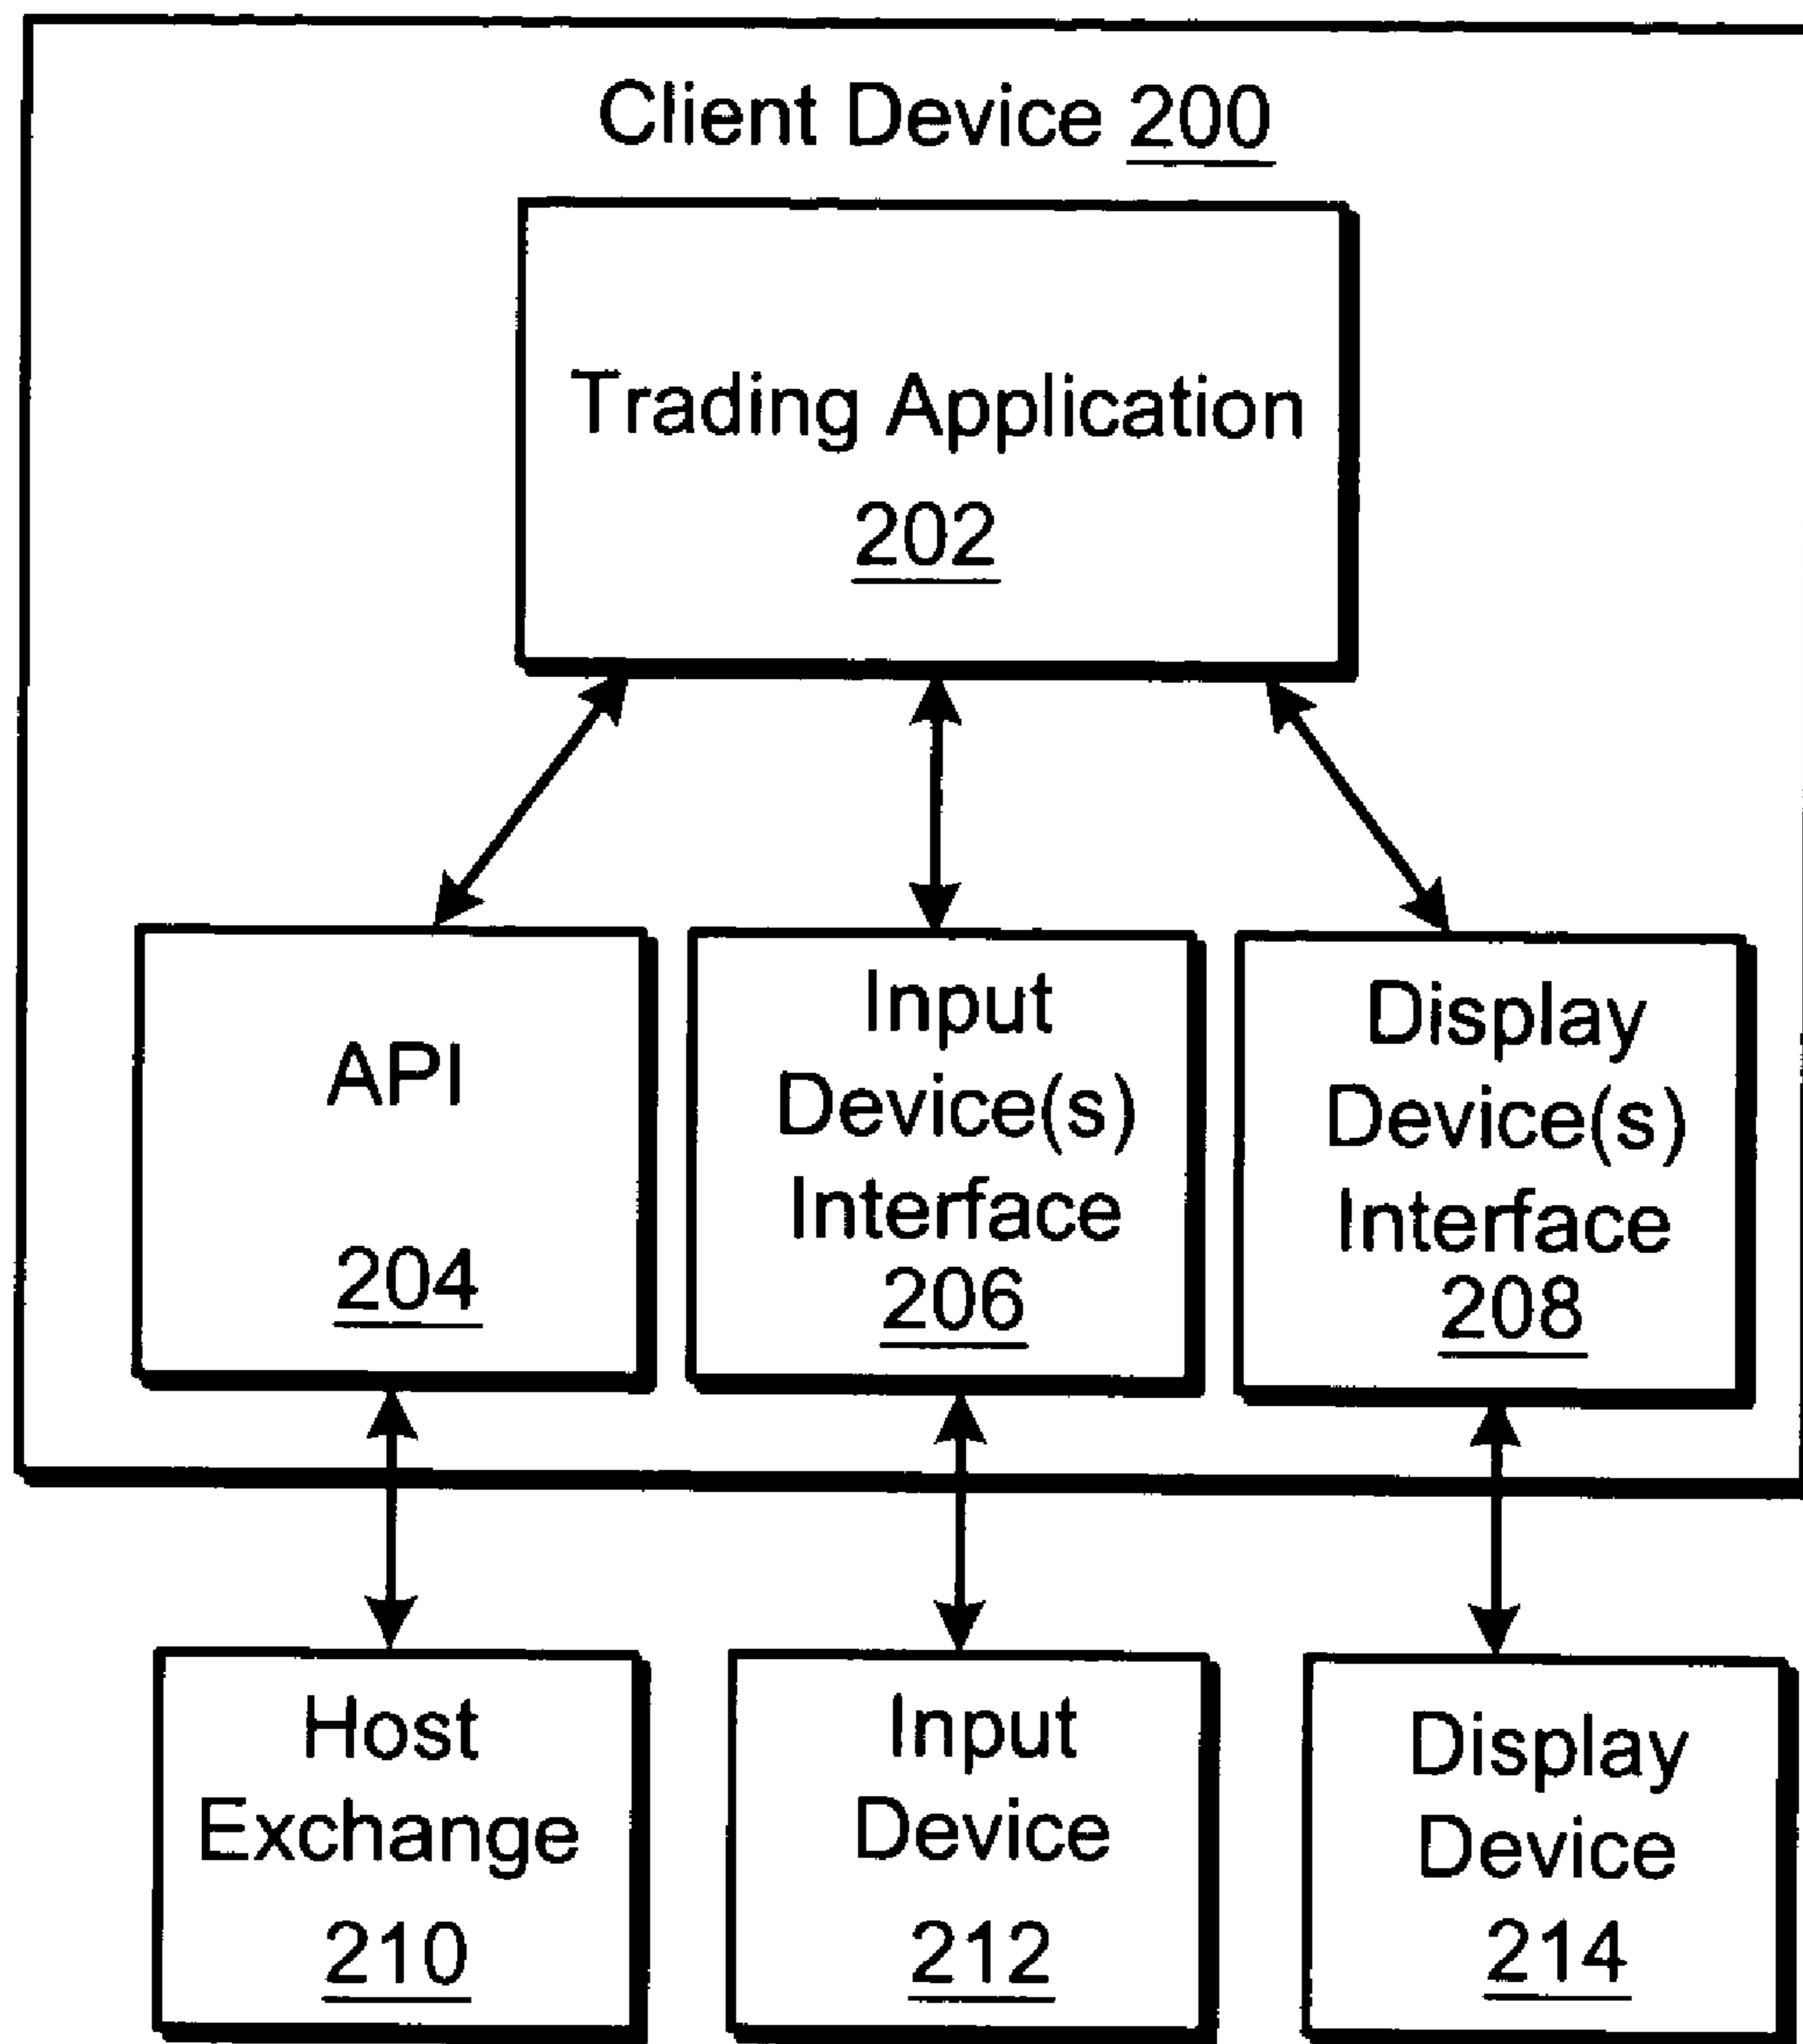 Client Device 200
Trading Application
202
API
204
Input
Device(s)
Interface
206
Display
Device(s)
Interface
208
Host
Exchange
210
Input
Device
212
Display
Device
214